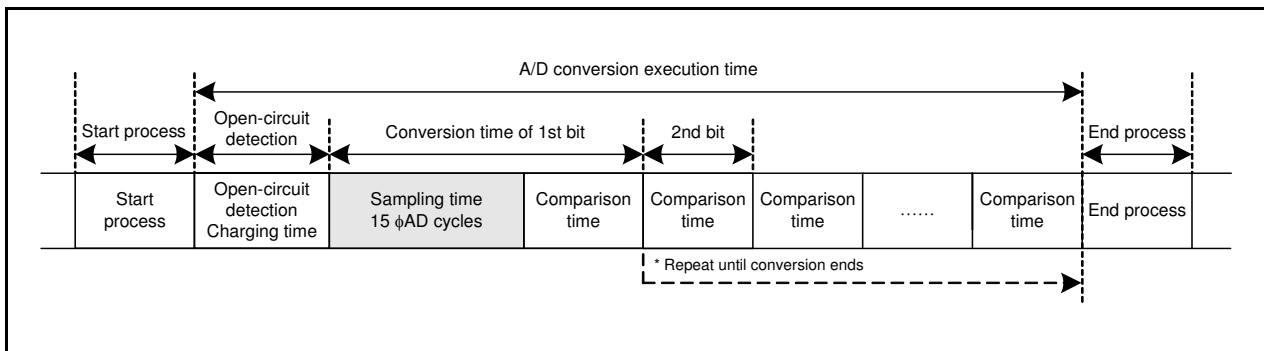 A/D conversion execution time
Start process
Open-circuit
detection
Conversion time of 1st bit
2nd bit
End process
Start
process
Open-circuit
detection
Charging time
Sampling time
15 ϕAD cycles
Comparison
time
Comparison
time
Comparison
time
......
Comparison
time
End process
* Repeat until conversion ends